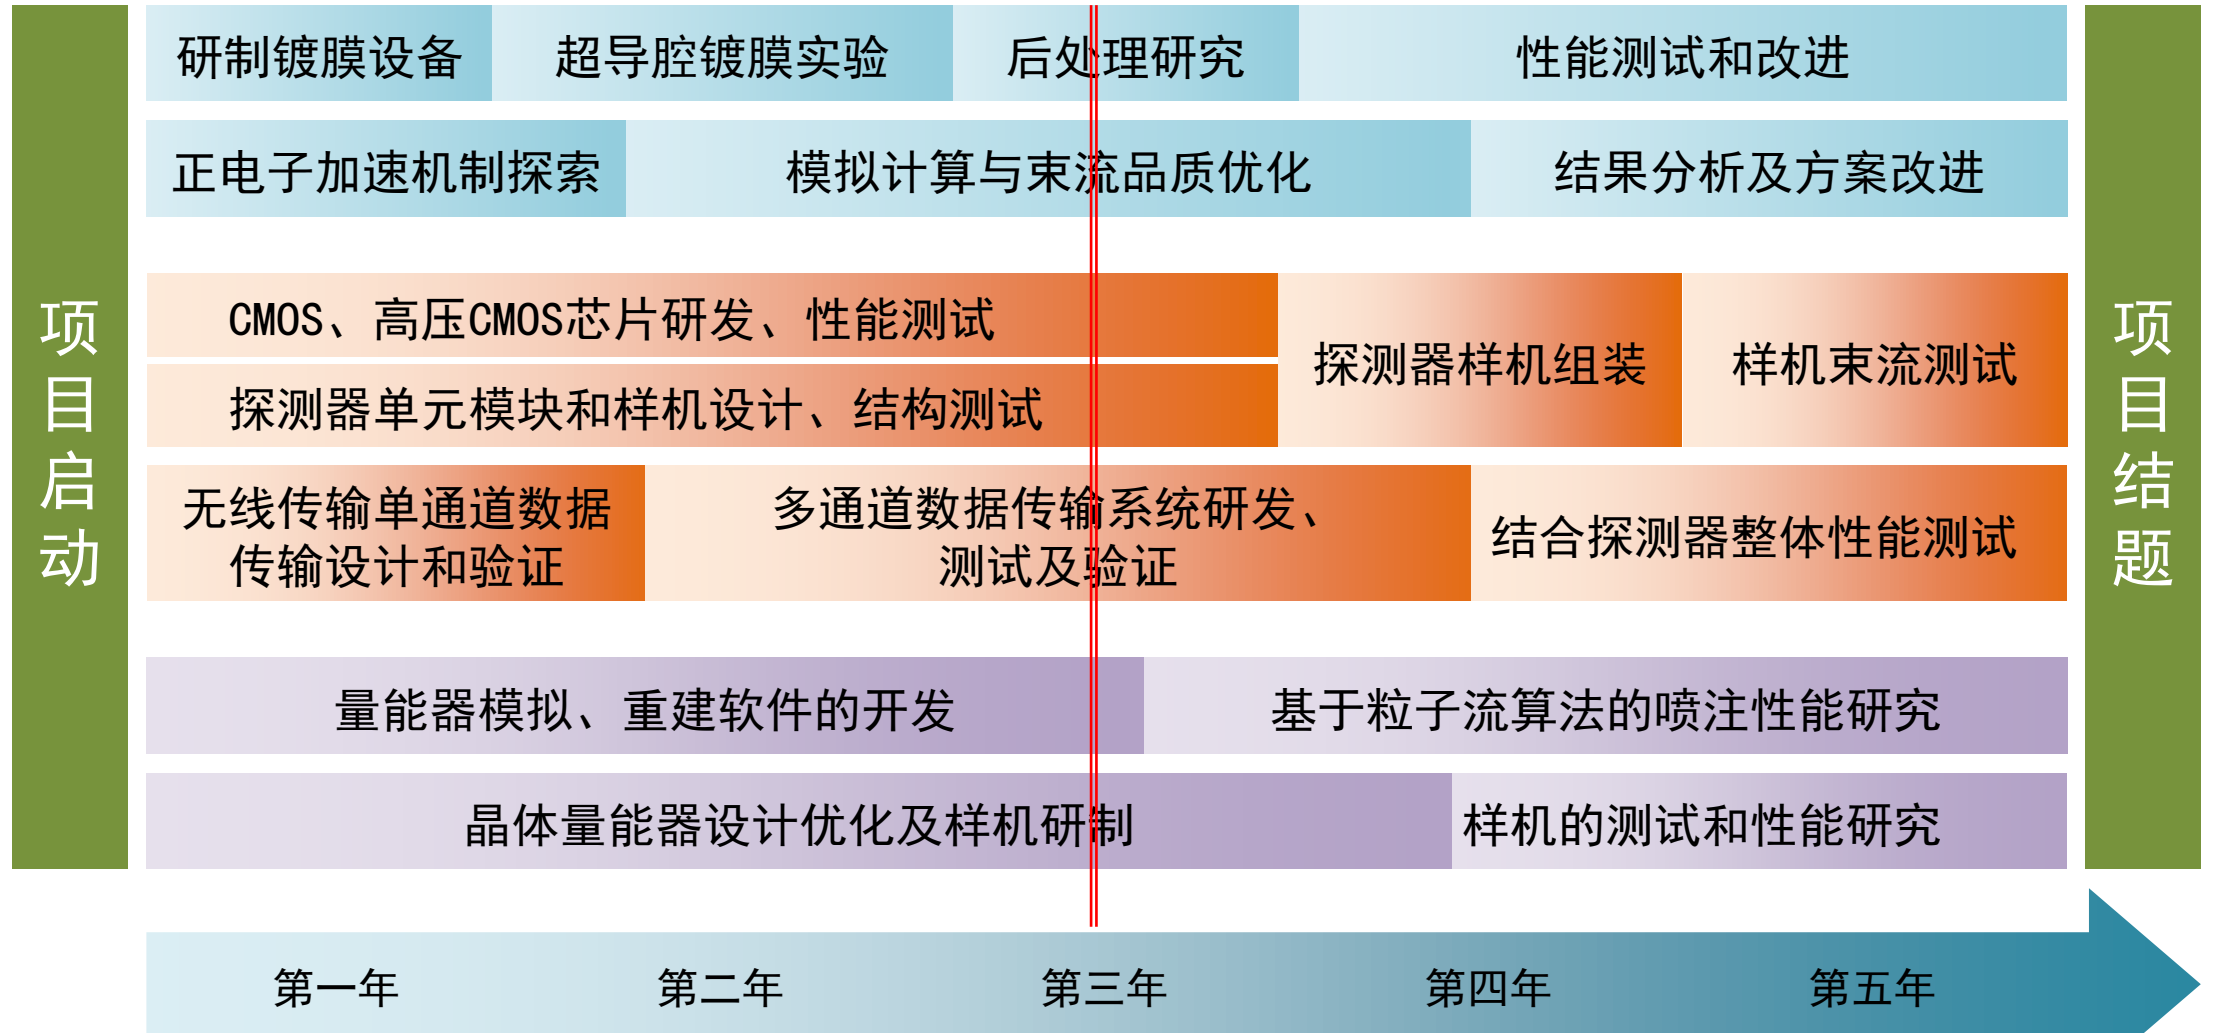 项目启动
研制镀膜设备
超导腔镀膜实验
后处理研究
性能测试和改进
正电子加速机制探索
模拟计算与束流品质优化
结果分析及方案改进
CMOS、高压CMOS芯片研发、性能测试
探测器单元模块和样机设计、结构测试
探测器样机组装
样机束流测试
无线传输单通道数据
传输设计和验证
多通道数据传输系统研发、
测试及验证
结合探测器整体性能测试
量能器模拟、重建软件的开发
基于粒子流算法的喷注性能研究
晶体量能器设计优化及样机研制
样机的测试和性能研究
项目结题
第一年
第二年
第三年
第四年
第五年